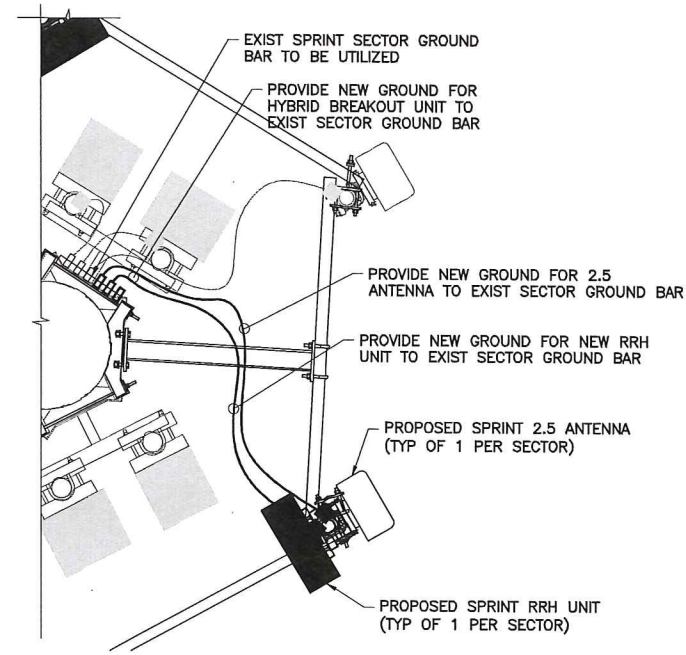 EXIST SPRINT SECTOR GROUND
BAR TO BE UTILIZED
PROVIDE NEW GROUND FOR
HYBRID BREAKOUT UNIT TO
EXIST SECTOR GROUND BAR
PROVIDE NEW GROUND FOR 2.5
ANTENNA TO EXIST SECTOR GROUND BAR
PROVIDE NEW GROUND FOR NEW RRH
UNIT TO EXIST SECTOR GROUND BAR
PROPOSED SPRINT 2.5 ANTENNA
(TYP OF 1 PER SECTOR)
PROPOSED SPRINT RRH UNIT
(TYP OF 1 PER SECTOR)